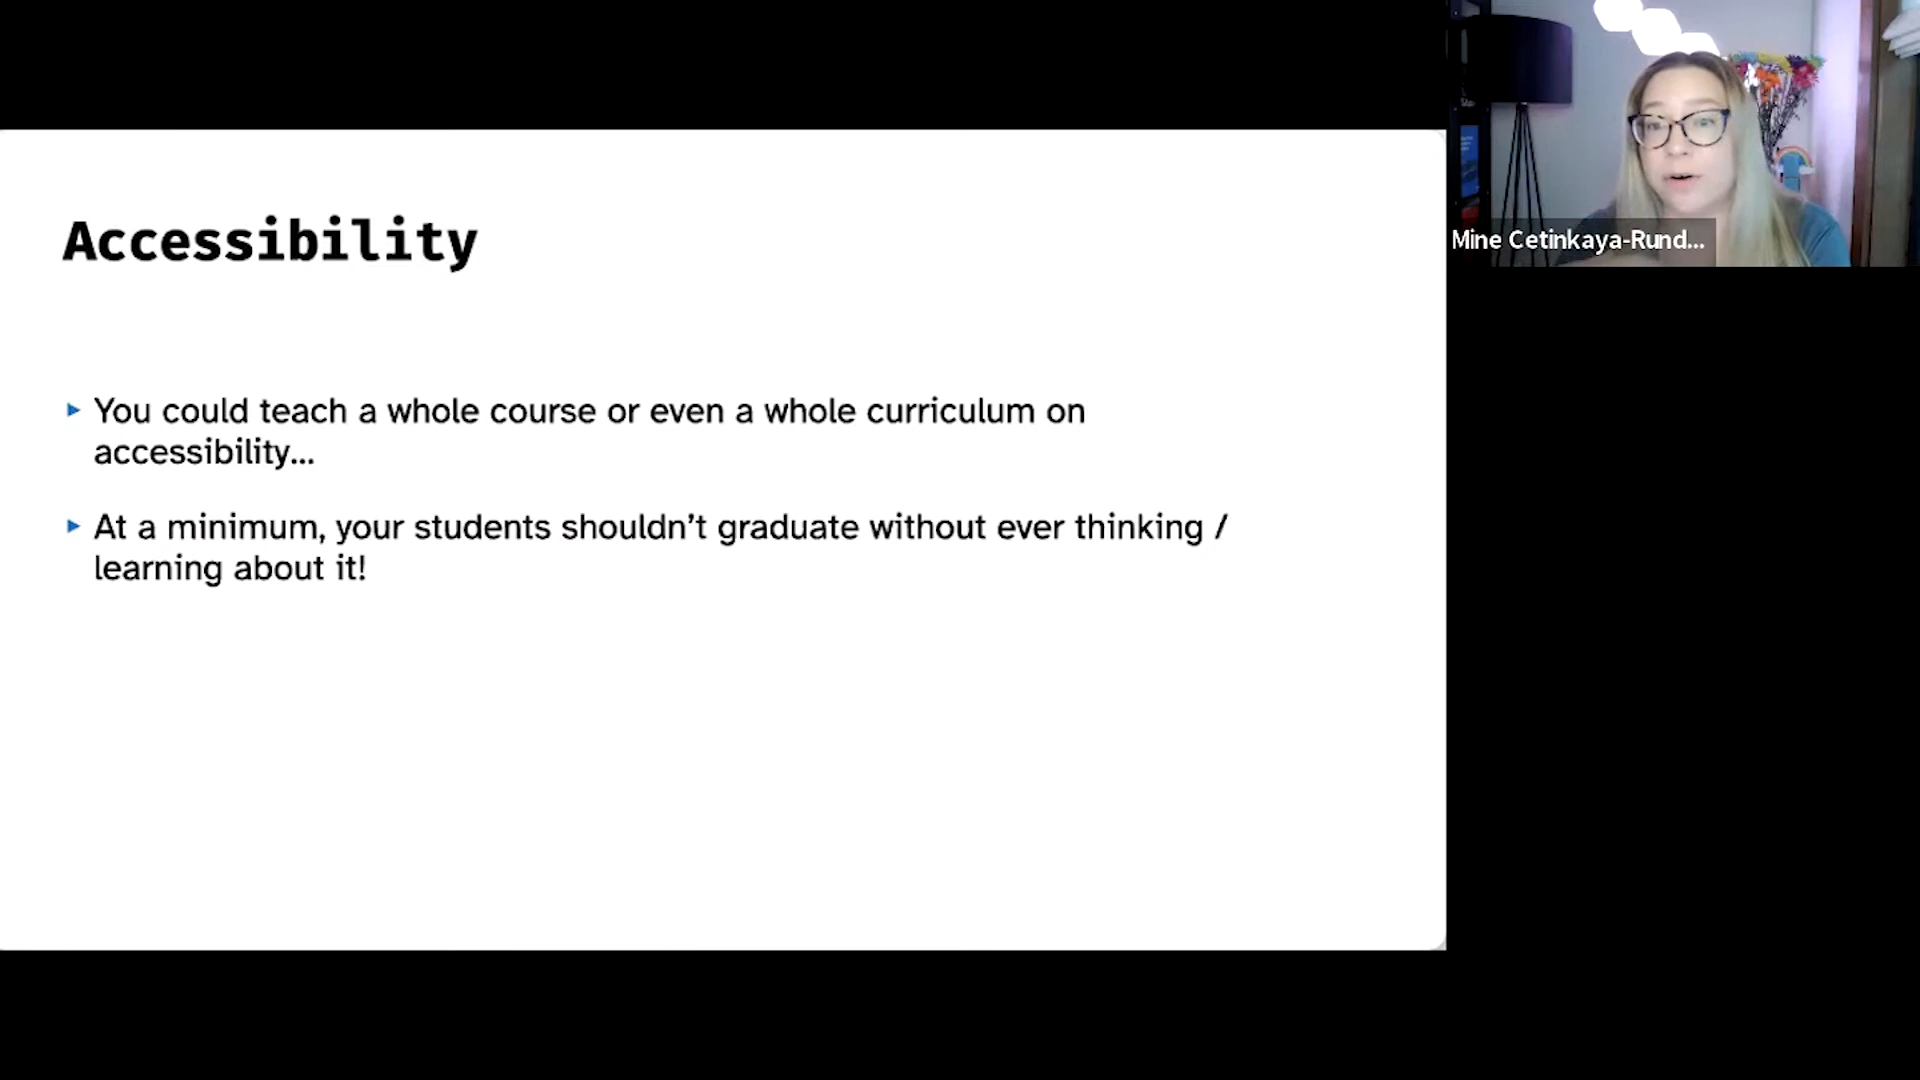 Accessibility
▸ You could teach a whole course or even a whole curriculum on
accessibility...
▸ At a minimum, your students shouldn’t graduate without ever thinking /
learning about it!
Mine Cetinkaya-Rund...